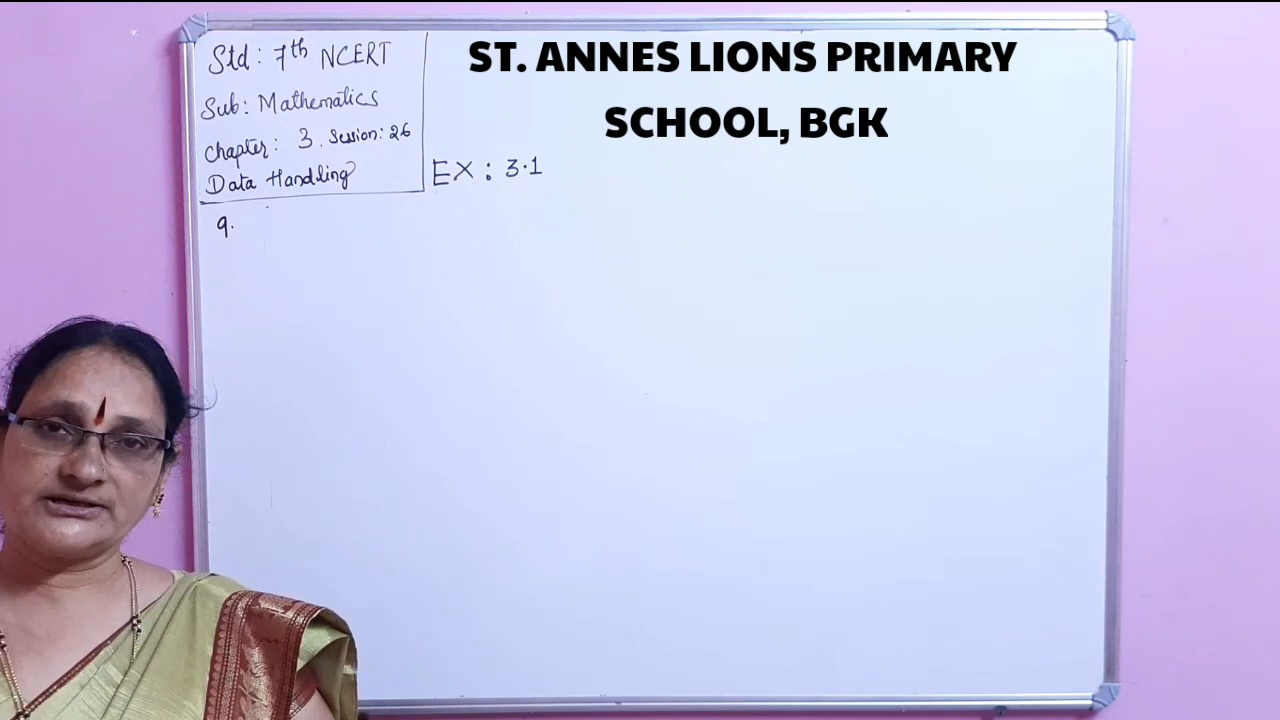 Std: 7th NCERT
Sub: Mathematics
Chapter: 3. Session: 26
Data Handling
ST. ANNES LIONS PRIMARY
SCHOOL, BGK
EX: 3.1
9.